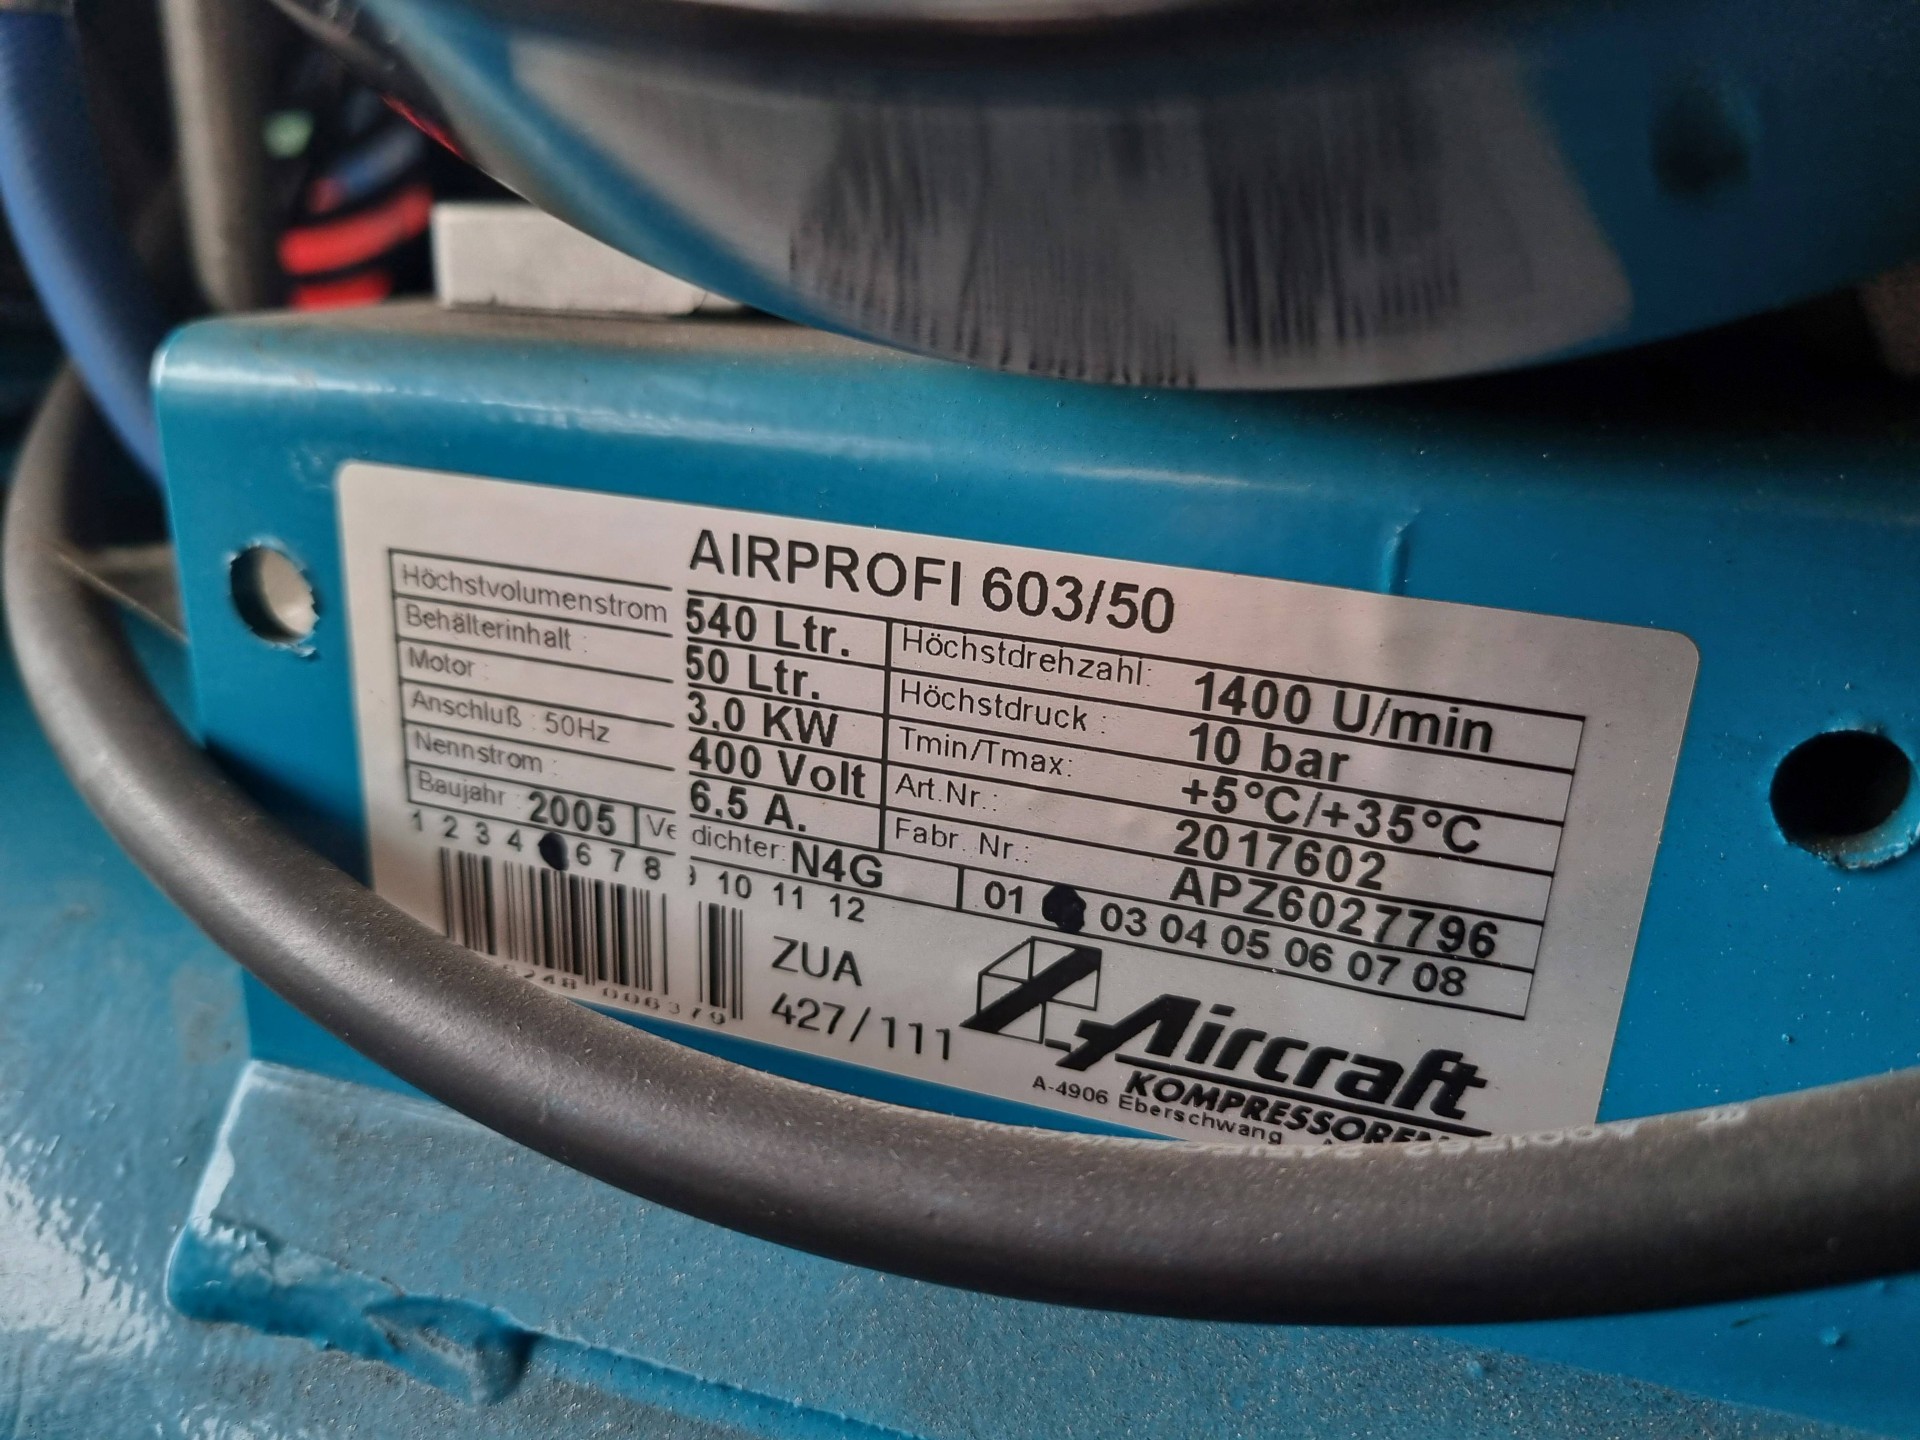 AIRPROFI 603/50
Höchstvolumenstrom 540 Ltr. Höchstdrehzahl: 1400 U/min
Behälterinhalt : 50 Ltr. Höchstdruck : 10 bar
Motor : 3.0 KW Tmin/Tmax: +5°C/+35°C
Anschluß : 50Hz 400 Volt Art.Nr.: 2017602
Nennstrom : 6.5 A. Fabr. Nr.: APZ6027796
Baujahr : 2005 Ve dichter: N4G 01 03 04 05 06 07 08
1 2 3 4 6 7 8 9 10 11 12
ZUA
427/111
006379
Aircraft
KOMPRESSOREN
A-4906 Eberschwang